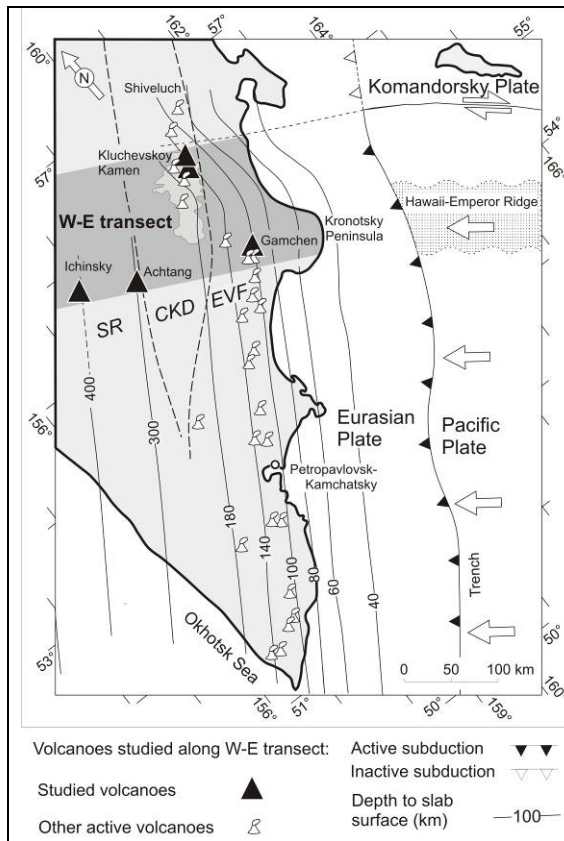 162°
57°
164°
55°
160°
N
Komandorsky Plate
Shiveluch
54°
Kluchevskoy
Kamen
57°
166°
Hawaii-Emperor Ridge
W-E transect
Kronotsky
Peninsula
Gamchen
Ichinsky
Achtang
SR
CKD
EVF
400
300
156°
Eurasian
Plate
Pacific
Plate
Petropavlovsk-
Kamchatsky
180
140
100
80
60
40
Trench
Okhotsk Sea
53°
50°
0 50 100 km
160°
156°
51°
50°
159°
Volcanoes studied along W-E transect:
Studied volcanoes
Other active volcanoes
Active subduction
Inactive subduction
Depth to slab
surface (km)
100